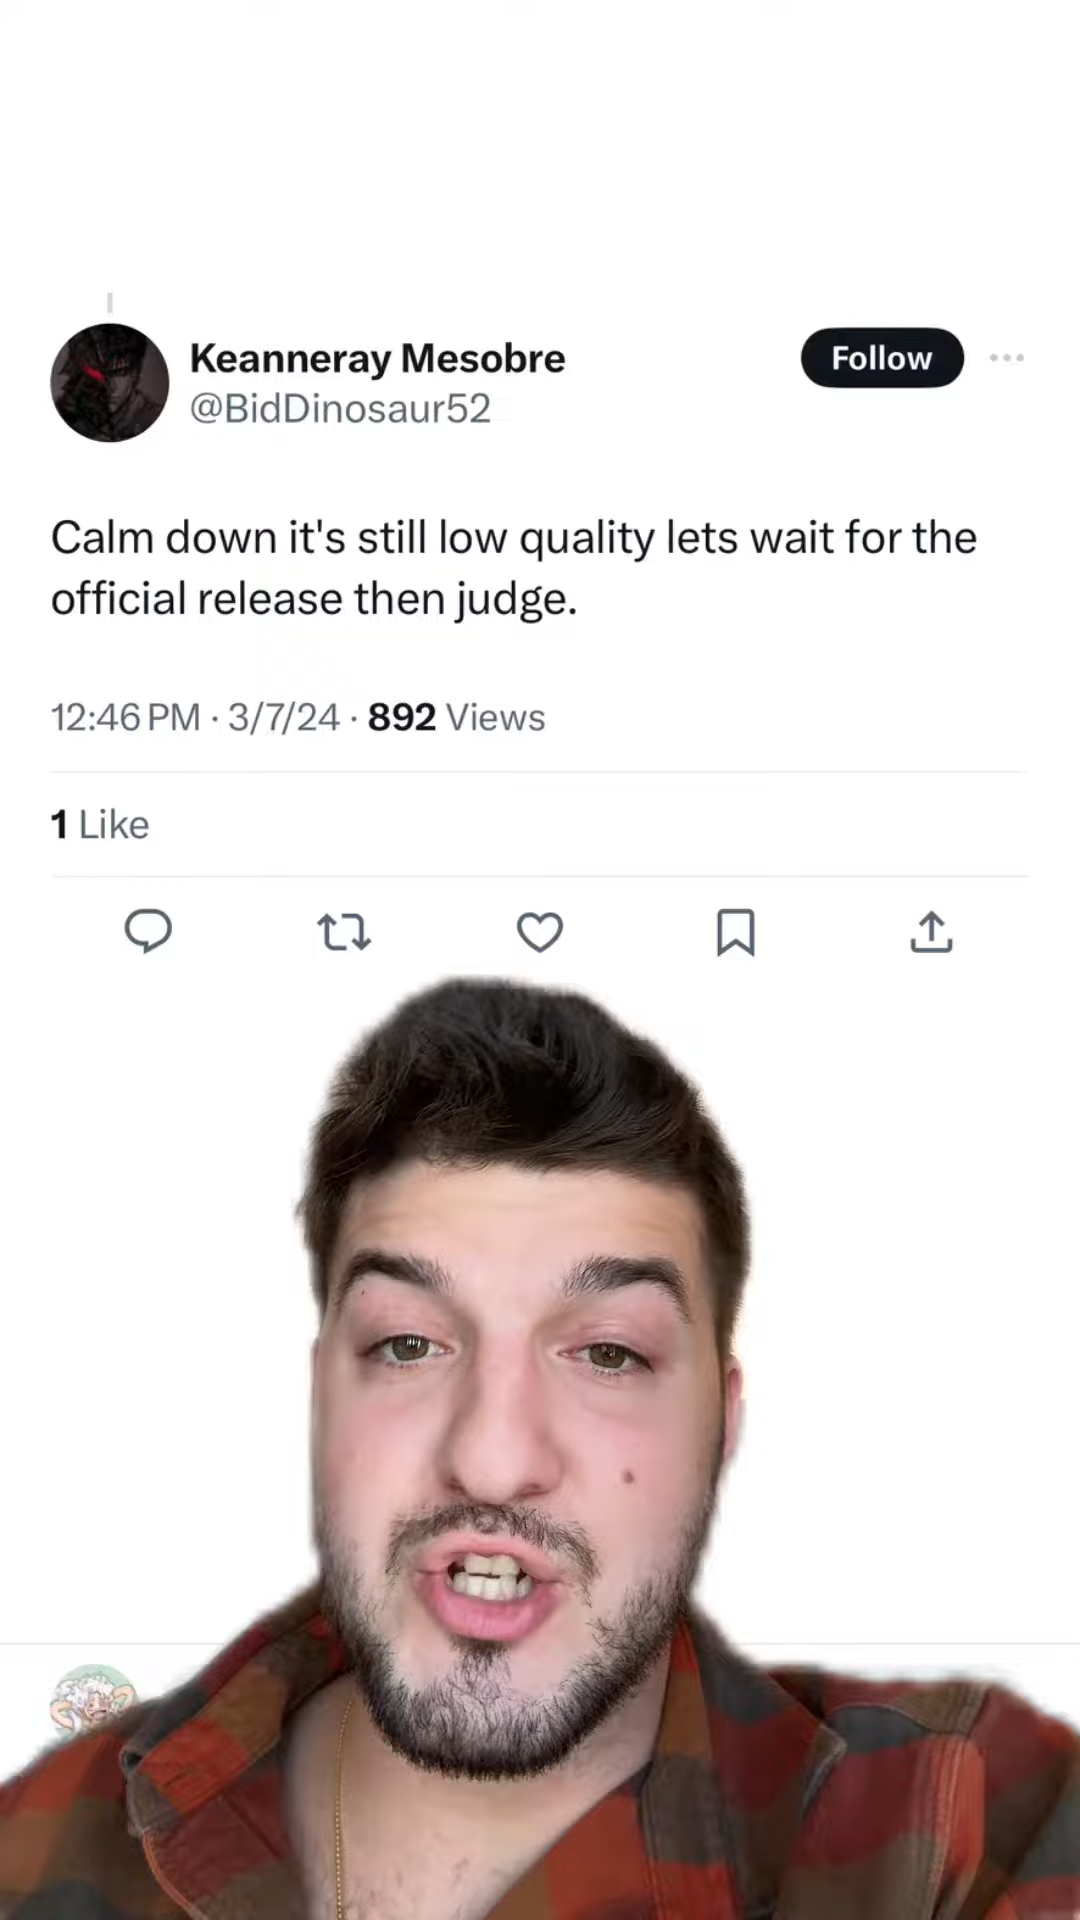 Keanneray Mesobre
Follow
@BidDinosaur52
Calm down it's still low quality lets wait for the
official release then judge.
12:46 PM · 3/7/24 · 892 Views
1 Like